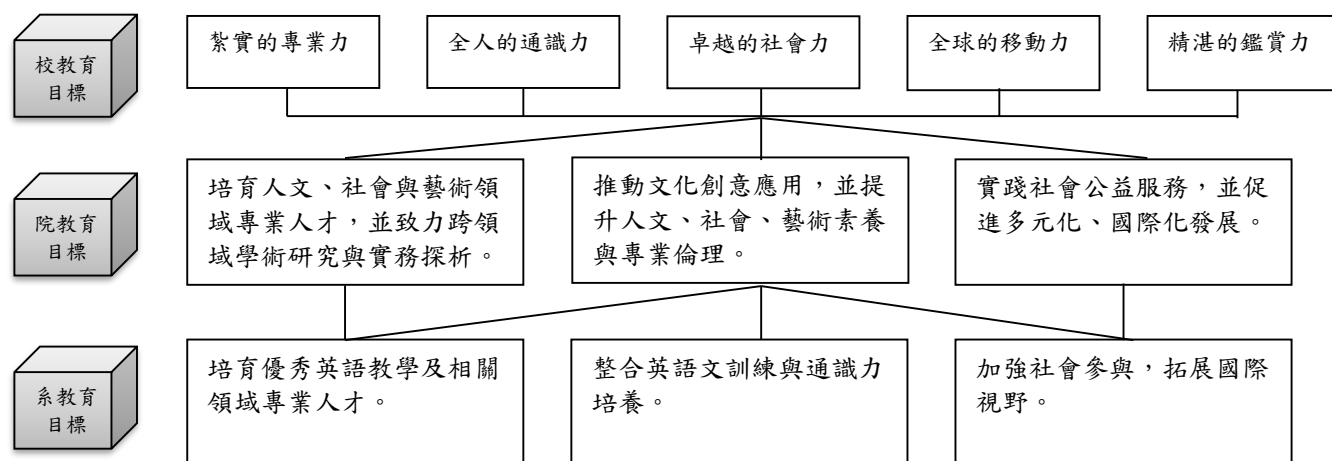 校教育
目標
紮實的專業力
全人的通識力
卓越的社會力
全球的移動力
精湛的鑑賞力
院教育
目標
培育人文、社會與藝術領
域專業人才，並致力跨領
域學術研究與實務探析。
推動文化創意應用，並提
升人文、社會、藝術素養
與專業倫理。
實踐社會公益服務，並促
進多元化、國際化發展。
系教育
目標
培育優秀英語教學及相關
領域專業人才。
整合英語文訓練與通識力
培養。
加強社會參與，拓展國際
視野。